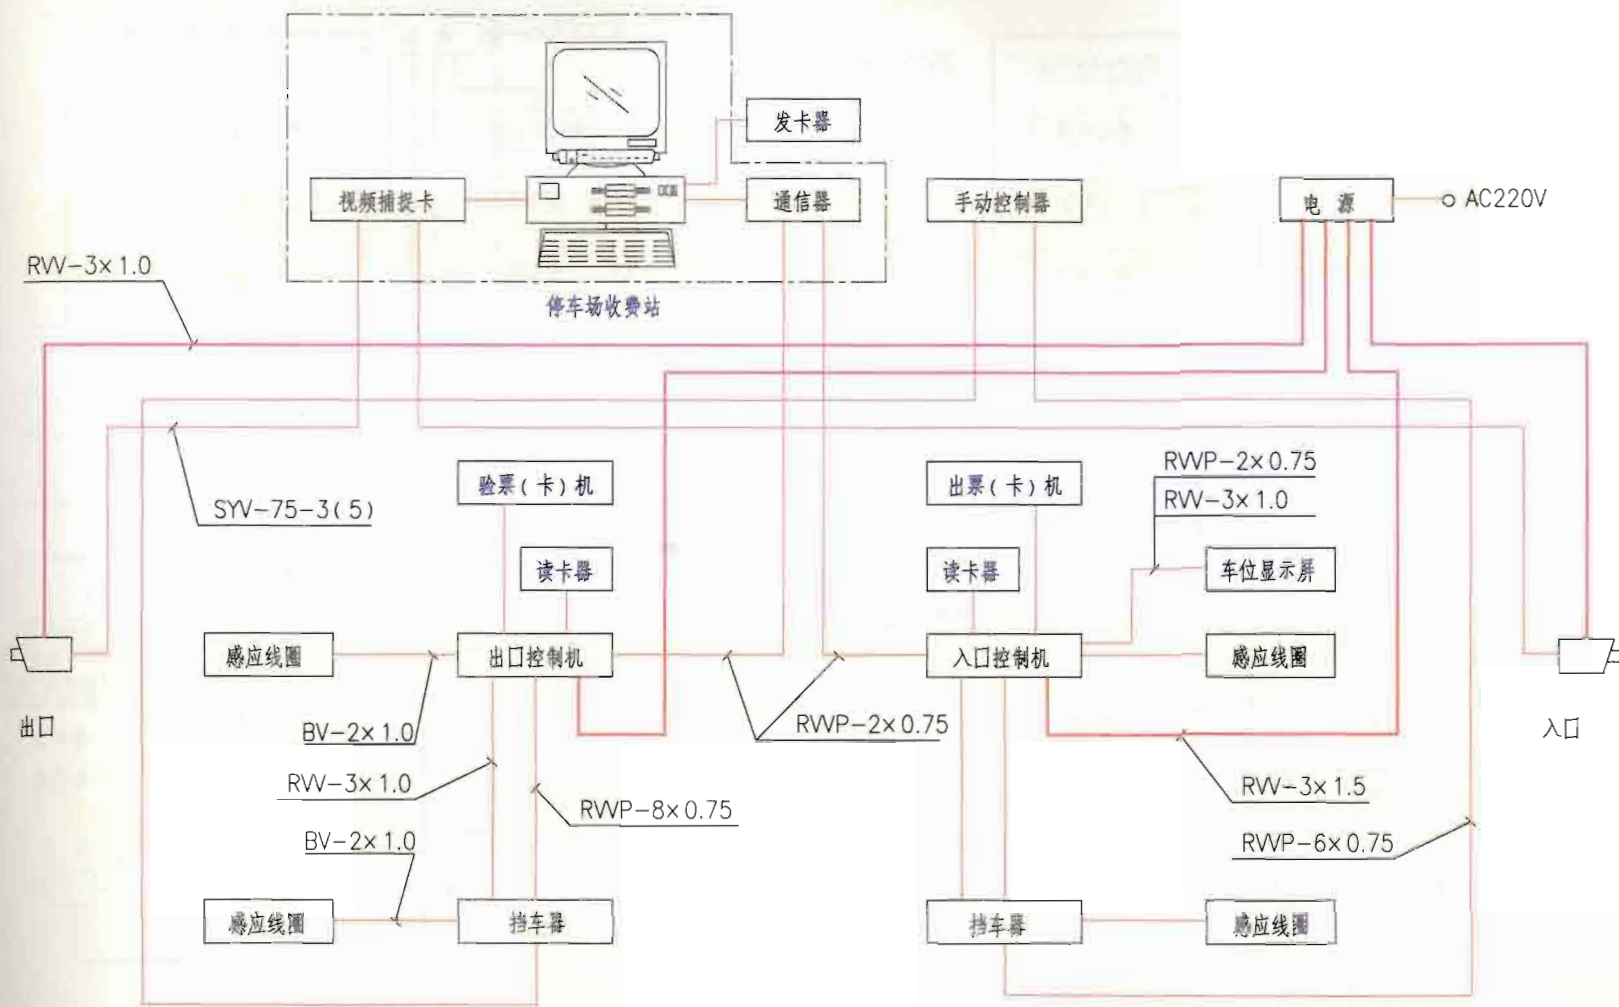 发卡器
视频捕捉卡
通信器
手动控制器
电 源
AC220V
停车场收费站
RVV-3×1.0
SYV-75-3(5)
验票(卡)机
出票(卡)机
RVVP-2×0.75
RVV-3×1.0
读卡器
读卡器
车位显示屏
感应线圈
出口控制机
入口控制机
感应线圈
出口
入口
BV-2×1.0
RVVP-2×0.75
RVV-3×1.0
RVV-3×1.5
RVVP-8×0.75
BV-2×1.0
RVVP-6×0.75
感应线圈
挡车器
挡车器
感应线圈